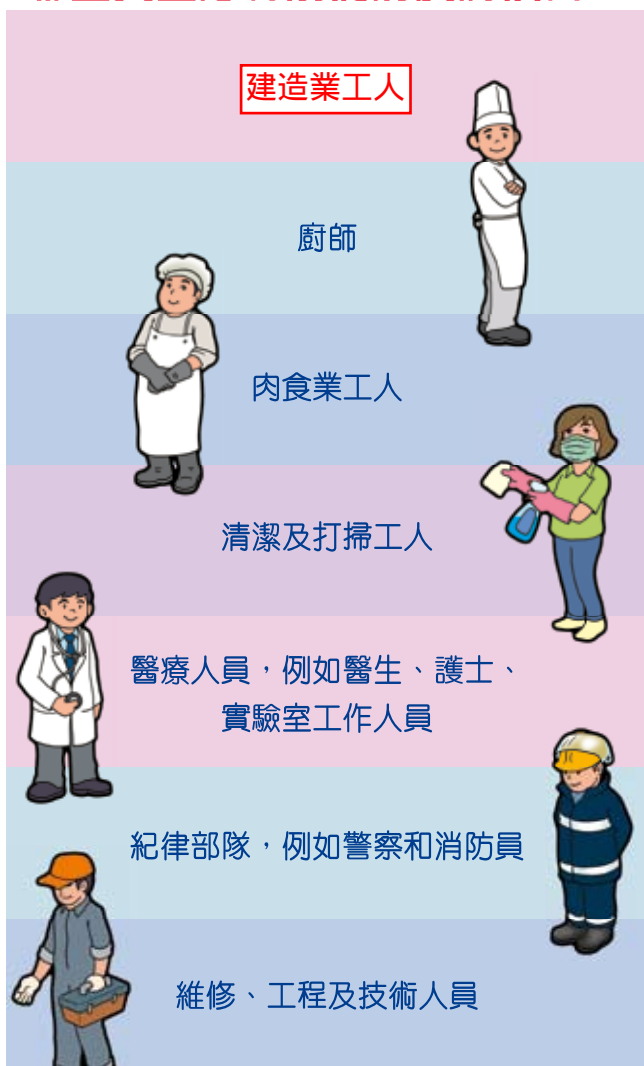 建造業工人
廚師
肉食業工人
清潔及打掃工人
醫療人員，例如醫生、護士、
實驗室工作人員
紀律部隊，例如警察和消防員
維修、工程及技術人員